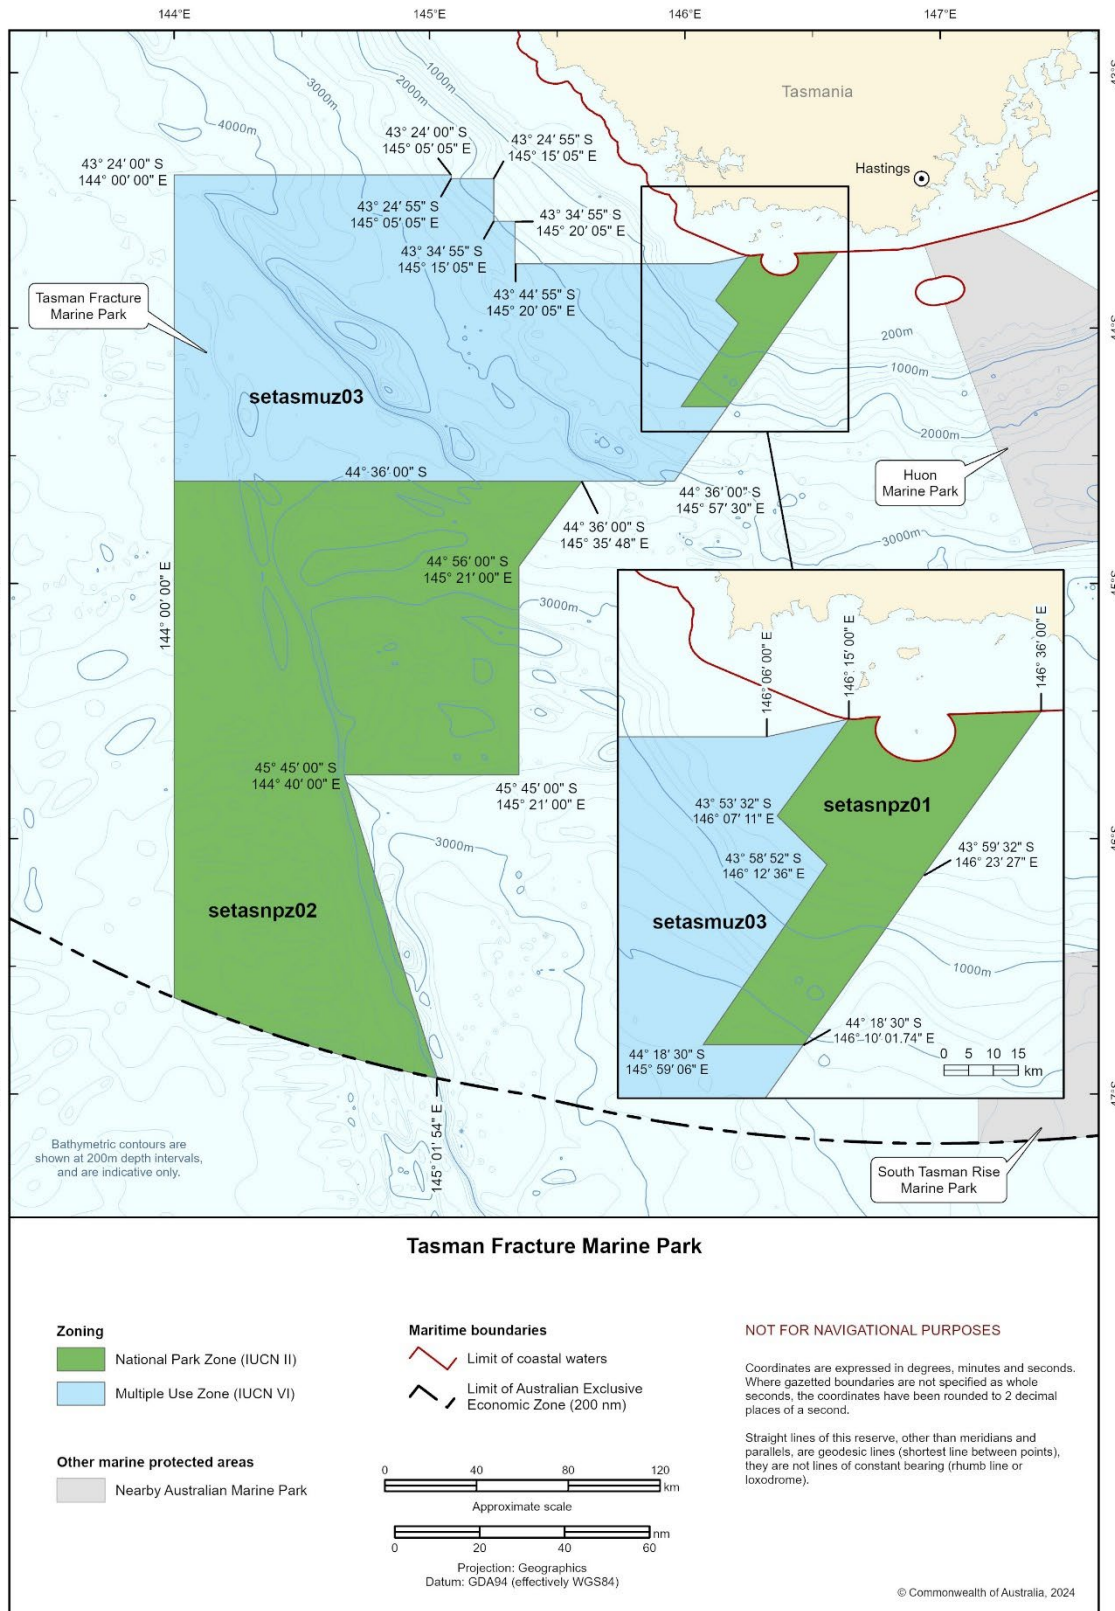 144°E
145°E
146°E
147°E
43°S
44°S
45°S
46°S
47°S
Tasmania
Hastings
1000m
2000m
3000m
4000m
43° 24′ 00″ S
144° 00′ 00″ E
43° 24′ 00″ S
145° 05′ 05″ E
43° 24′ 55″ S
145° 15′ 05″ E
43° 24′ 55″ S
145° 05′ 05″ E
43° 34′ 55″ S
145° 20′ 05″ E
43° 34′ 55″ S
145° 15′ 05″ E
43° 44′ 55″ S
145° 20′ 05″ E
Tasman Fracture
Marine Park
setasmuz03
200m
1000m
2000m
Huon
Marine Park
44° 36′ 00″ S
44° 36′ 00″ S
145° 57′ 30″ E
44° 36′ 00″ S
145° 35′ 48″ E
3000m
44° 56′ 00″ S
145° 21′ 00″ E
144° 00′ 00″ E
3000m
45° 45′ 00″ S
144° 40′ 00″ E
45° 45′ 00″ S
145° 21′ 00″ E
3000m
setasnpz02
145° 01′ 54″ E
146° 06′ 00″ E
146° 15′ 00″ E
146° 36′ 00″ E
setasnpz01
43° 53′ 32″ S
146° 07′ 11″ E
43° 58′ 52″ S
146° 12′ 36″ E
43° 59′ 32″ S
146° 23′ 27″ E
setasmuz03
1000m
44° 18′ 30″ S
146° 10′ 01.74″ E
44° 18′ 30″ S
145° 59′ 06″ E
0 5 10 15
km
South Tasman Rise
Marine Park
Bathymetric contours are
shown at 200m depth intervals,
and are indicative only.
Tasman Fracture Marine Park
Zoning
National Park Zone (IUCN II)
Multiple Use Zone (IUCN VI)
Other marine protected areas
Nearby Australian Marine Park
Maritime boundaries
Limit of coastal waters
Limit of Australian Exclusive
Economic Zone (200 nm)
0 40 80 120
km
Approximate scale
nm
0 20 40 60
Projection: Geographics
Datum: GDA94 (effectively WGS84)
NOT FOR NAVIGATIONAL PURPOSES
Coordinates are expressed in degrees, minutes and seconds.
Where gazetted boundaries are not specified as whole
seconds, the coordinates have been rounded to 2 decimal
places of a second.
Straight lines of this reserve, other than meridians and
parallels, are geodesic lines (shortest line between points),
they are not lines of constant bearing (rhumb line or
loxodrome).
© Commonwealth of Australia, 2024